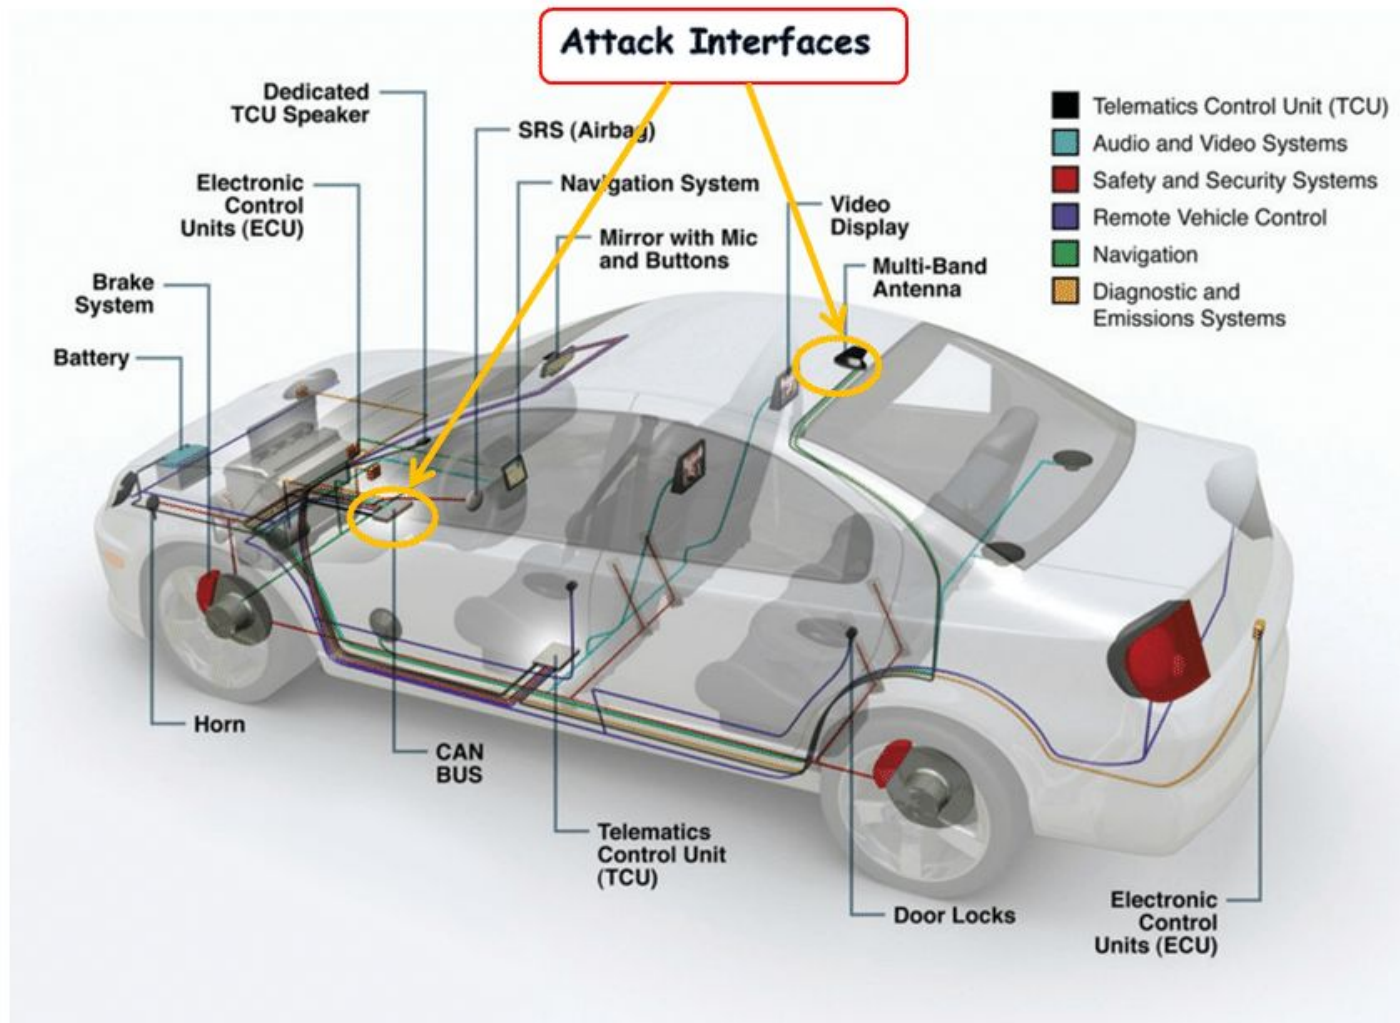 Attack Interfaces
Dedicated
TCU Speaker
SRS (Airbag)
Electronic
Control
Units (ECU)
Navigation System
Mirror with Mic
and Buttons
Video
Display
Multi-Band
Antenna
Brake
System
Battery
Telematics Control Unit (TCU)
Audio and Video Systems
Safety and Security Systems
Remote Vehicle Control
Navigation
Diagnostic and
Emissions Systems
Horn
CAN
BUS
Telematics
Control Unit
(TCU)
Door Locks
Electronic
Control
Units (ECU)